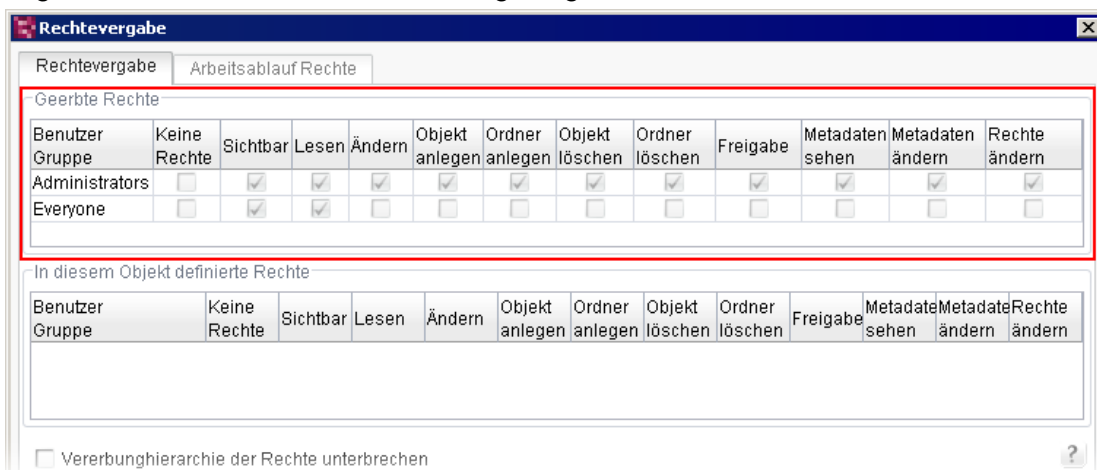 Rechtevergabe
Rechtevergabe Arbeitsablauf Rechte
Geerbte Rechte
Benutzer Gruppe Keine Rechte Sichtbar Lesen Ändern Objekt anlegen Ordner anlegen Objekt löschen Ordner löschen Freigabe Metadaten sehen Metadaten ändern Rechte ändern
Administrators
Everyone
In diesem Objekt definierte Rechte
Benutzer Gruppe Keine Rechte Sichtbar Lesen Ändern Objekt anlegen Ordner anlegen Objekt löschen Ordner löschen Freigabe Metadate sehen Metadate ändern Rechte ändern
Vererbunghierarchie der Rechte unterbrechen ?